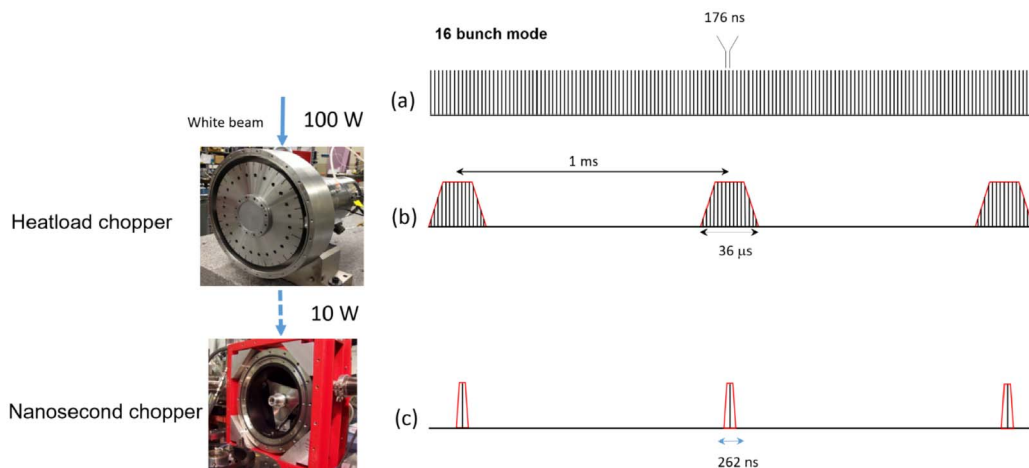 176 ns
16 bunch mode
(a)
White beam
100 W
1 ms
Heatload chopper
(b)
36 μs
10 W
Nanosecond chopper
(c)
262 ns